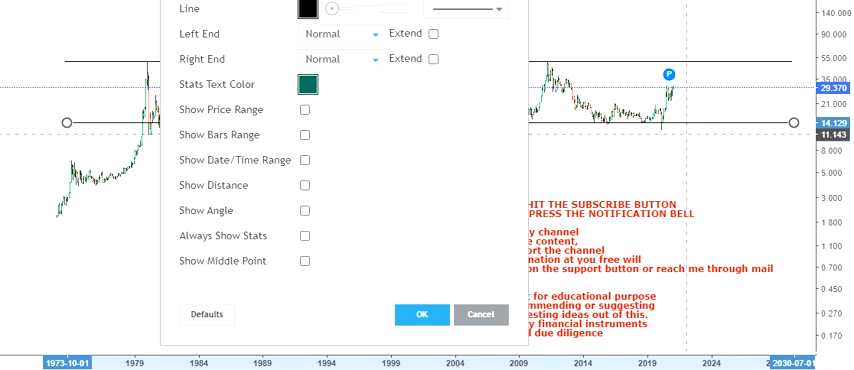 Line
Left End Normal Extend
Right End Normal Extend
Stats Text Color
Show Price Range
Show Bars Range
Show Date/Time Range
Show Distance
Show Angle
Always Show Stats
Show Middle Point
Defaults
OK
Cancel
P
HIT THE SUBSCRIBE BUTTON
PRESS THE NOTIFICATION BELL
channel
content,
the channel
at you free will
on the support button or reach me through mail
for educational purpose
or suggesting
ideas out of this.
financial instruments
due diligence
140.000
90.000
55.000
35.000
29.370
21.000
14.129
11.143
8.000
5.000
3.000
1.800
1.100
0.700
0.450
0.270
0.170
1973-10-01
1979
1984
1989
1994
1999
2004
2009
2014
2019
2024
2030-07-01